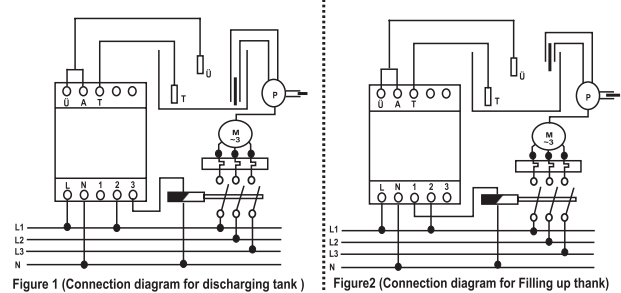 Ü
T
P
Ü A T
M
~3
L N 1 2 3
L1
L2
L3
N
Figure 1 (Connection diagram for discharging tank )
Ü
T
P
Ü A T
M
~3
L N 1 2 3
L1
L2
L3
N
Figure2 (Connection diagram for Filling up thank)